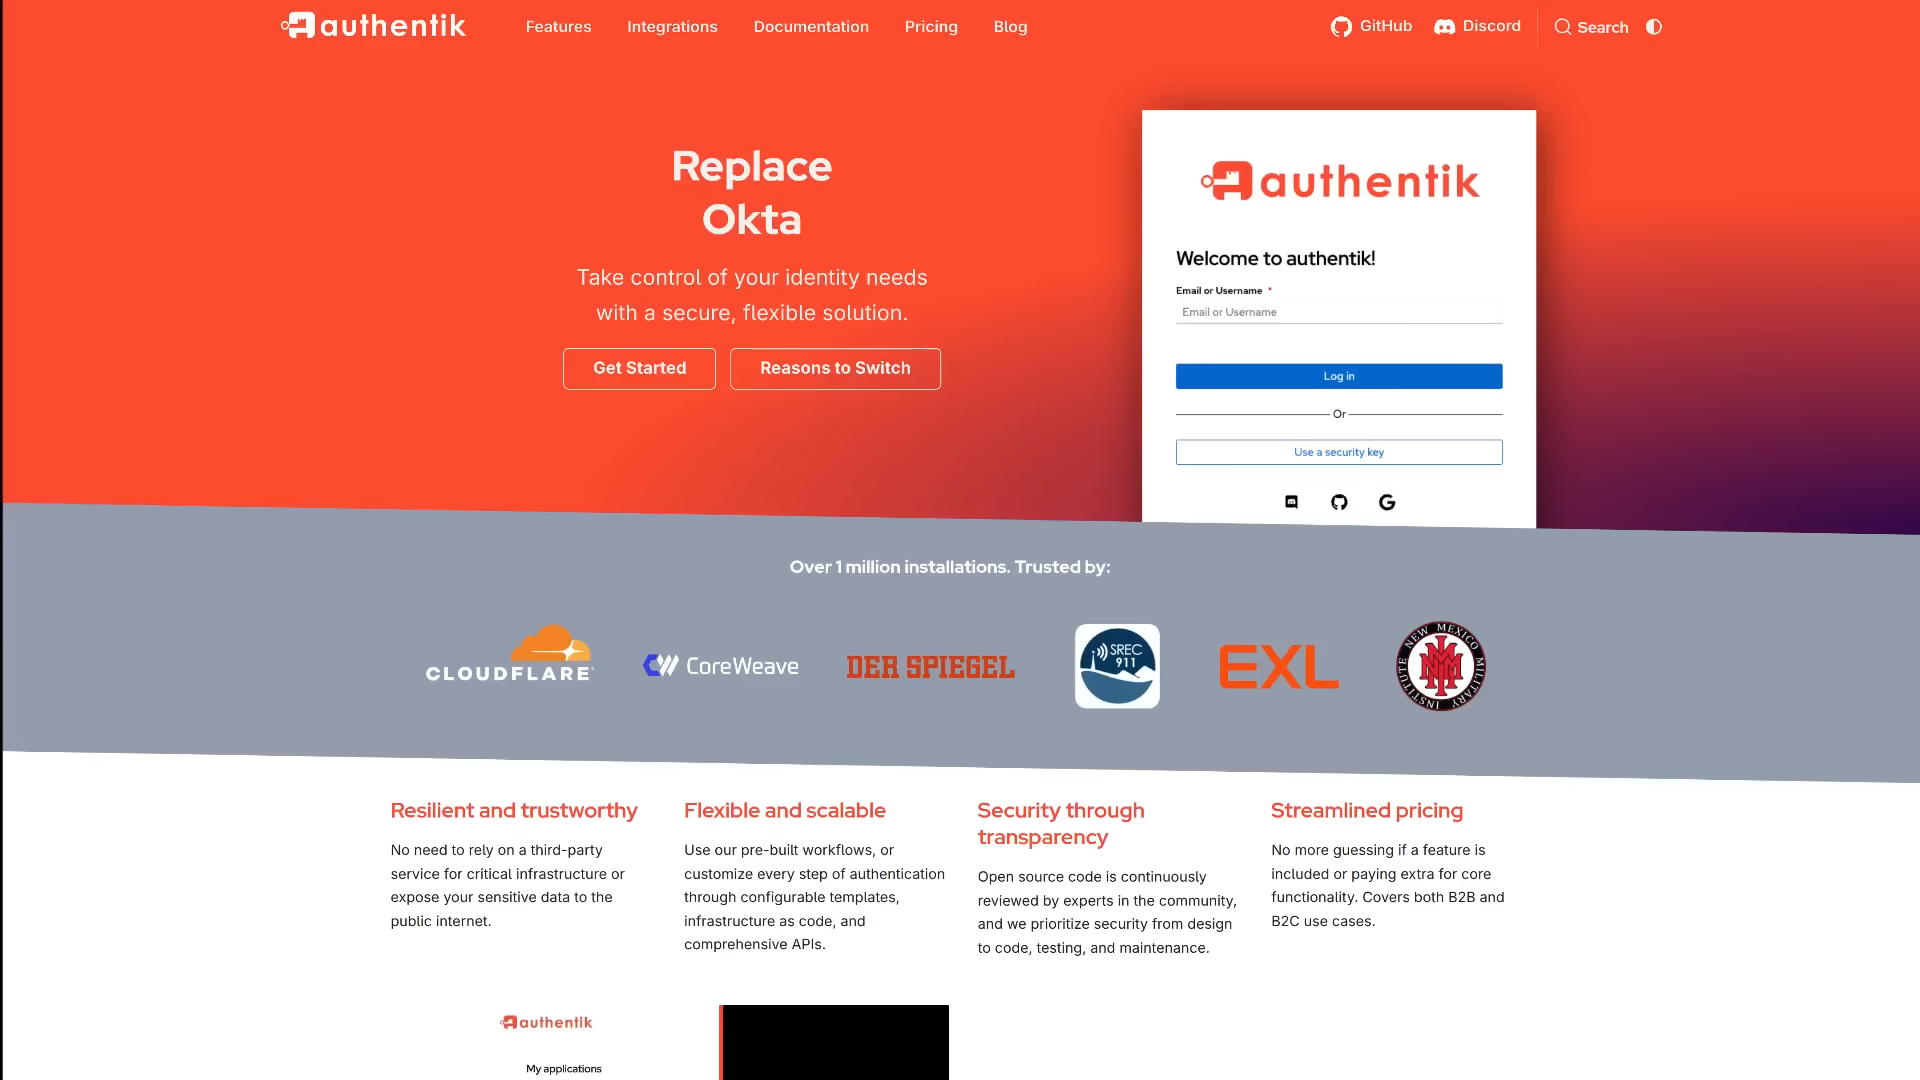 authentik
Features
Integrations
Documentation
Pricing
Blog
GitHub
Discord
Search
Replace
Okta
Take control of your identity needs
with a secure, flexible solution.
Get Started
Reasons to Switch
authentik
Welcome to authentik!
Email or Username *
Email or Username
Log in
Or
Use a security key
Over 1 million installations. Trusted by:
CLOUDFLARE
CoreWeave
DER SPIEGEL
SREC
911
EXL
NEW MEXICO MILITARY INSTITUTE
NMMI
Resilient and trustworthy
No need to rely on a third-party
service for critical infrastructure or
expose your sensitive data to the
public internet.
Flexible and scalable
Use our pre-built workflows, or
customize every step of authentication
through configurable templates,
infrastructure as code, and
comprehensive APIs.
Security through
transparency
Open source code is continuously
reviewed by experts in the community,
and we prioritize security from design
to code, testing, and maintenance.
Streamlined pricing
No more guessing if a feature is
included or paying extra for core
functionality. Covers both B2B and
B2C use cases.
authentik
My applications